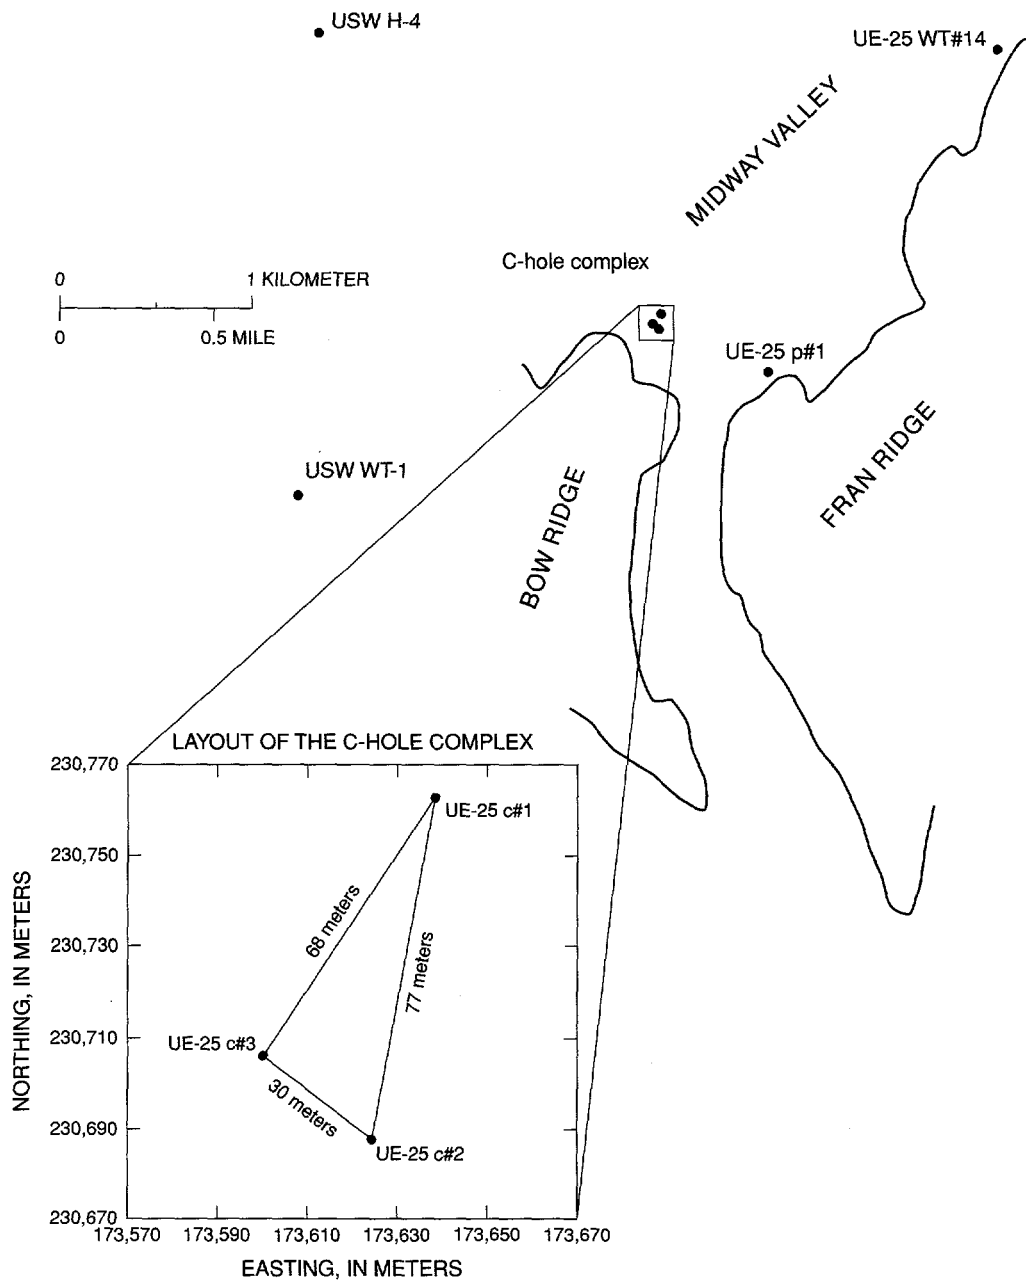 USW H-4
UE-25 WT#14
MIDWAY VALLEY
C-hole complex
0
1 KILOMETER
0
0.5 MILE
UE-25 p#1
FRAN RIDGE
USW WT-1
BOW RIDGE
LAYOUT OF THE C-HOLE COMPLEX
230,770
UE-25 c#1
230,750
68 meters
230,730
77 meters
NORTHING, IN METERS
230,710
UE-25 c#3
30 meters
230,690
UE-25 c#2
230,670
173,570 173,590 173,610 173,630 173,650 173,670
EASTING, IN METERS